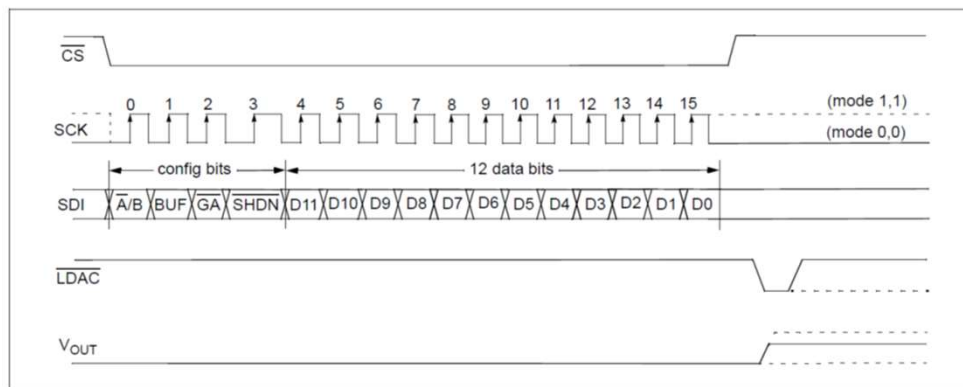 CS
0 1 2 3 4 5 6 7 8 9 10 11 12 13 14 15 (mode 1,1)
SCK (mode 0,0)
config bits 12 data bits
SDI A/B BUF GA SHDN D11 D10 D9 D8 D7 D6 D5 D4 D3 D2 D1 D0
LDAC
VOUT